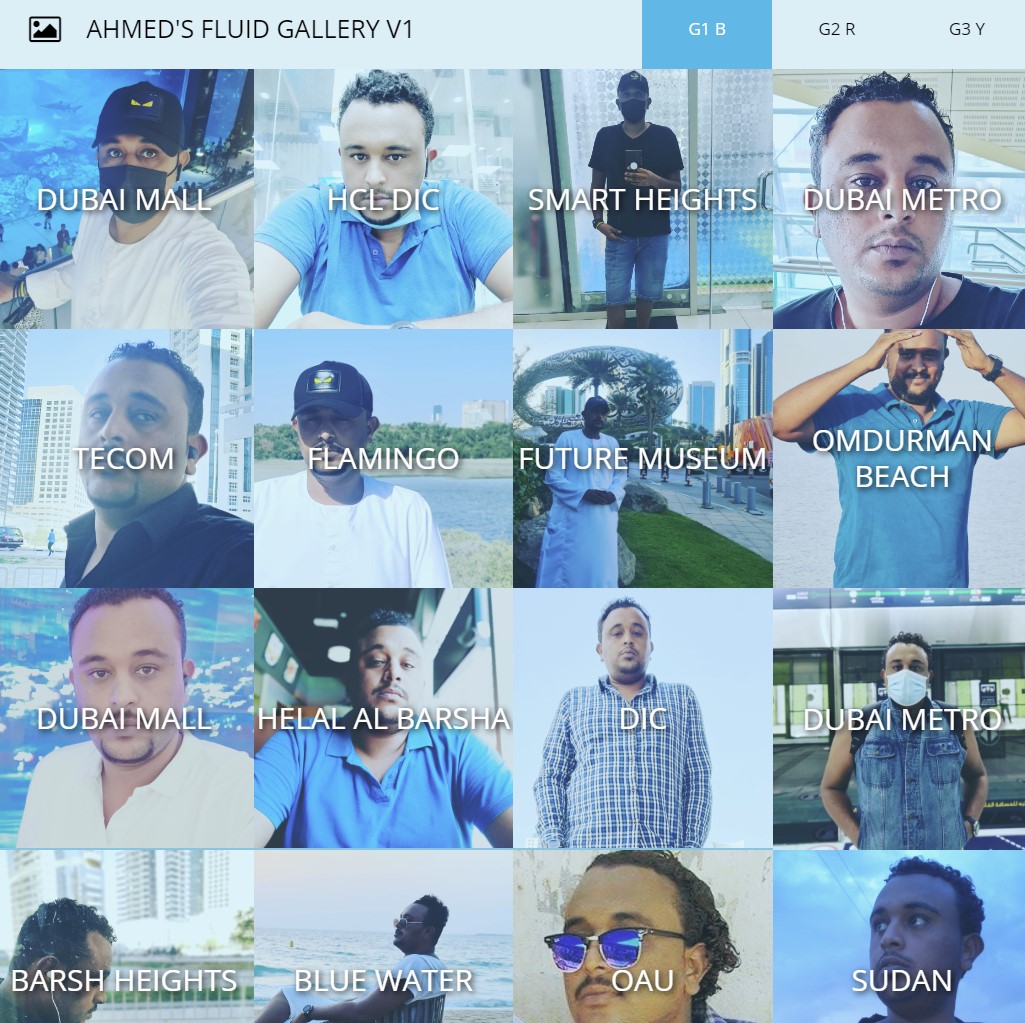 AHMED'S FLUID GALLERY V1
G1 B
G2 R
G3 Y
DUBAI MALL
HCL DIC
SMART HEIGHTS
DUBAI METRO
TECOM
FLAMINGO
FUTURE MUSEUM
OMDURMAN
BEACH
DUBAI MALL
HELAL AL BARSHA
DIC
DUBAI METRO
BARSH HEIGHTS
BLUE WATER
OAU
SUDAN